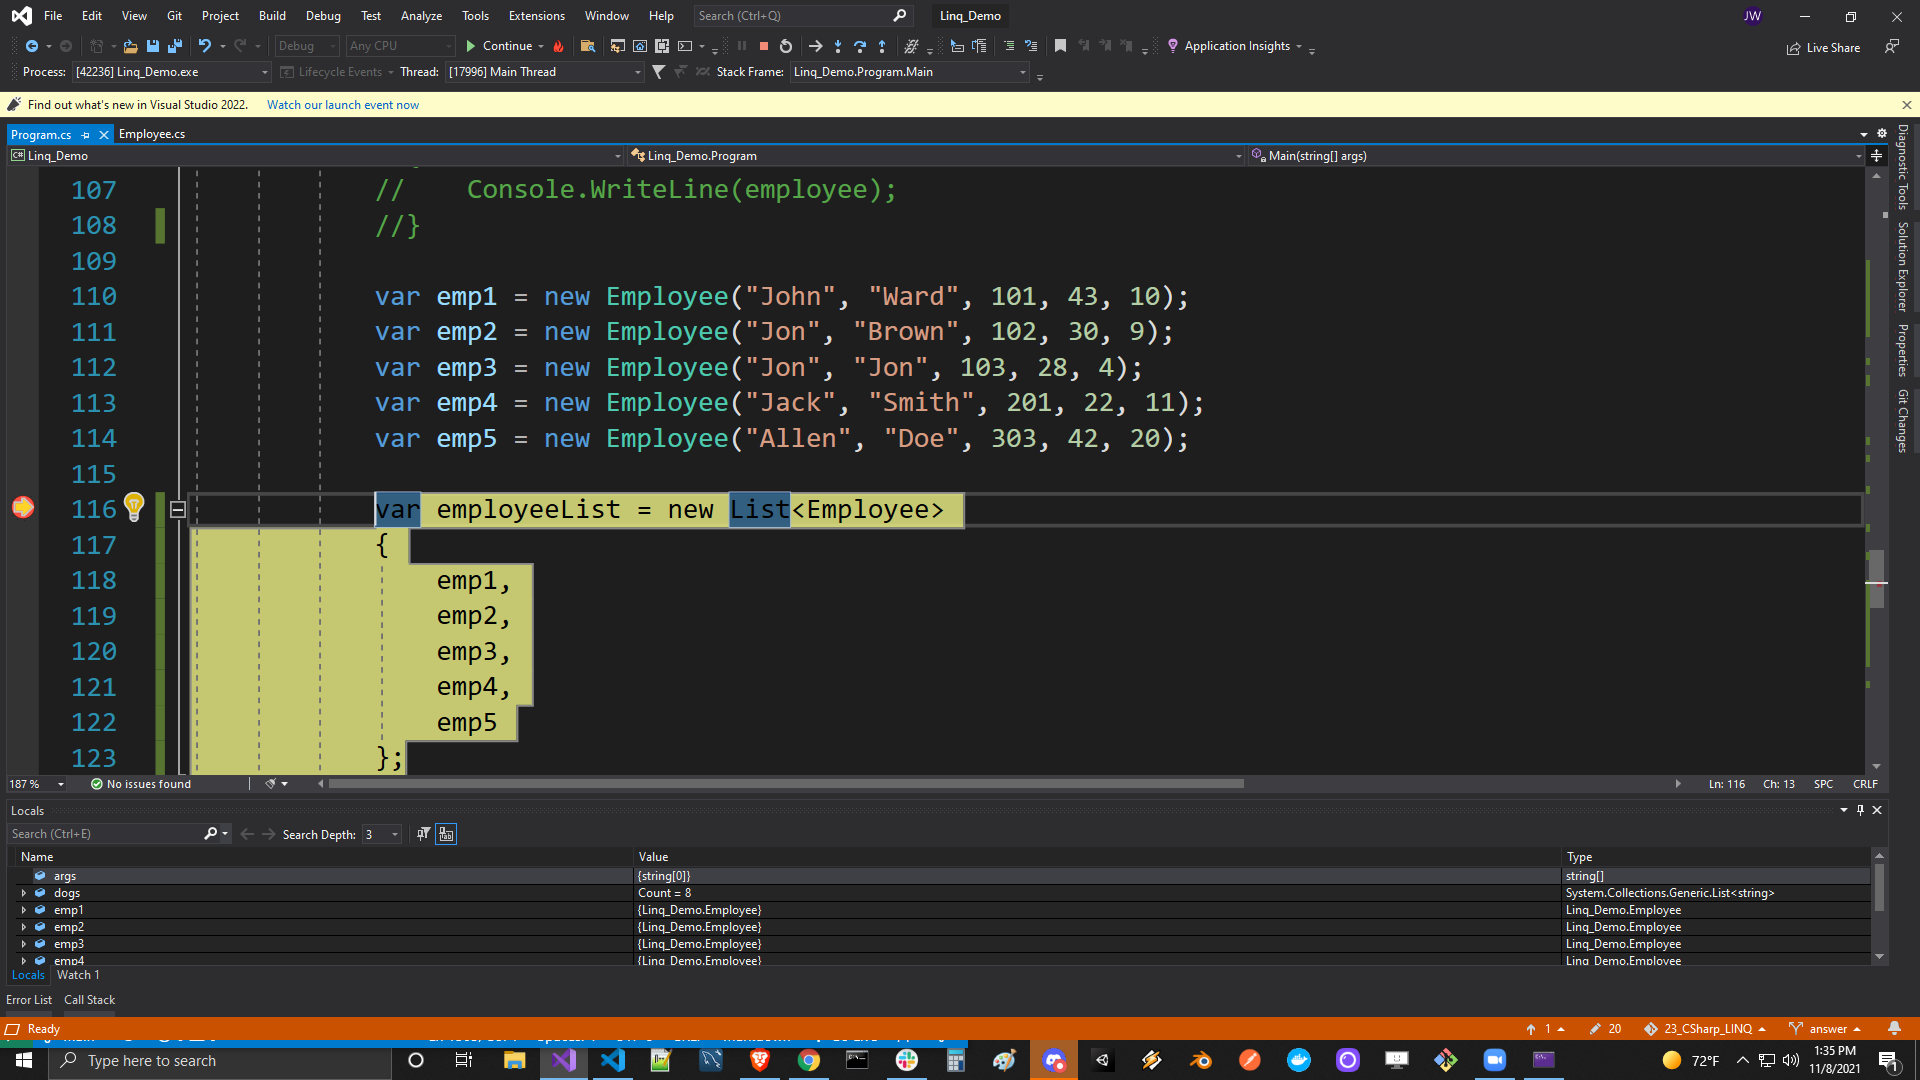 File Edit View Git Project Build Debug Test Analyze Tools Extensions Window Help Search (Ctrl+Q) Linq_Demo JW
Debug Any CPU Continue Application Insights Live Share
Process: [42236] Linq_Demo.exe Lifecycle Events Thread: [17996] Main Thread Stack Frame: Linq_Demo.Program.Main
Find out what's new in Visual Studio 2022. Watch our launch event now
Program.cs Employee.cs
C# Linq_Demo Linq_Demo.Program Main(string[] args)
107 // Console.WriteLine(employee);
108 //}
109
110 var emp1 = new Employee("John", "Ward", 101, 43, 10);
111 var emp2 = new Employee("Jon", "Brown", 102, 30, 9);
112 var emp3 = new Employee("Jon", "Jon", 103, 28, 4);
113 var emp4 = new Employee("Jack", "Smith", 201, 22, 11);
114 var emp5 = new Employee("Allen", "Doe", 303, 42, 20);
115
116 var employeeList = new List<Employee>
117 {
118 emp1,
119 emp2,
120 emp3,
121 emp4,
122 emp5
123 };
Diagnostic Tools
Solution Explorer
Properties
Git Changes
187 % No issues found Ln: 116 Ch: 13 SPC CRLF
Locals
Search (Ctrl+E) Search Depth: 3
Name Value Type
args {string[0]} string[]
dogs Count = 8 System.Collections.Generic.List<string>
emp1 {Linq_Demo.Employee} Linq_Demo.Employee
emp2 {Linq_Demo.Employee} Linq_Demo.Employee
emp3 {Linq_Demo.Employee} Linq_Demo.Employee
emp4 {Linq_Demo.Employee} Linq_Demo.Employee
Locals Watch 1
Error List Call Stack
Ready 1 20 23_CSharp_LINQ answer
Type here to search 72°F 1:35 PM
11/8/2021 1